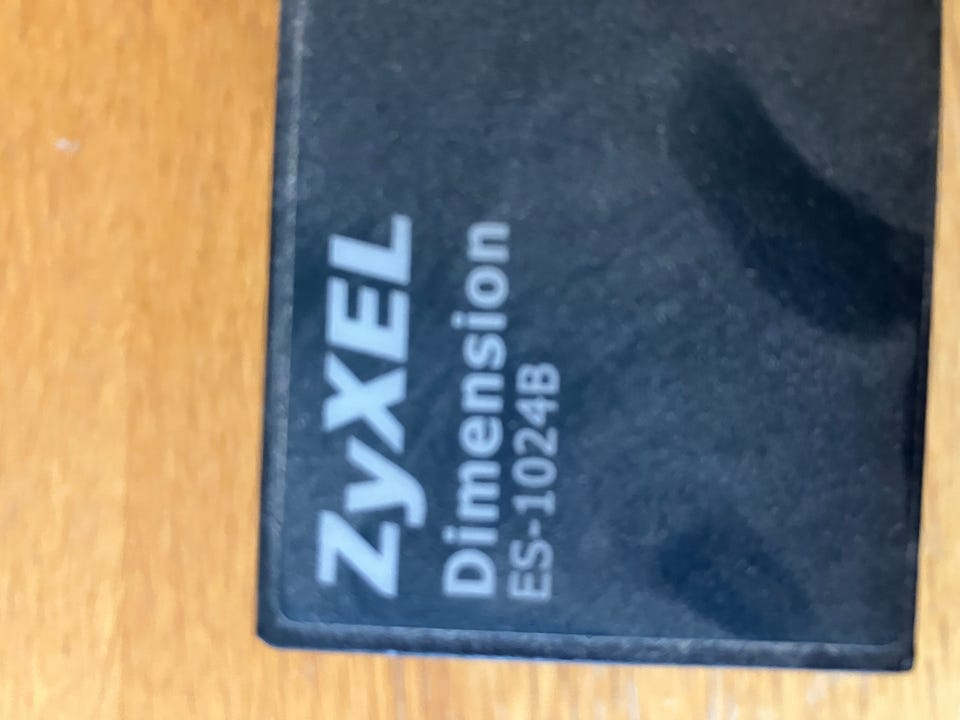 ZyXEL
Dimension
ES-1024B